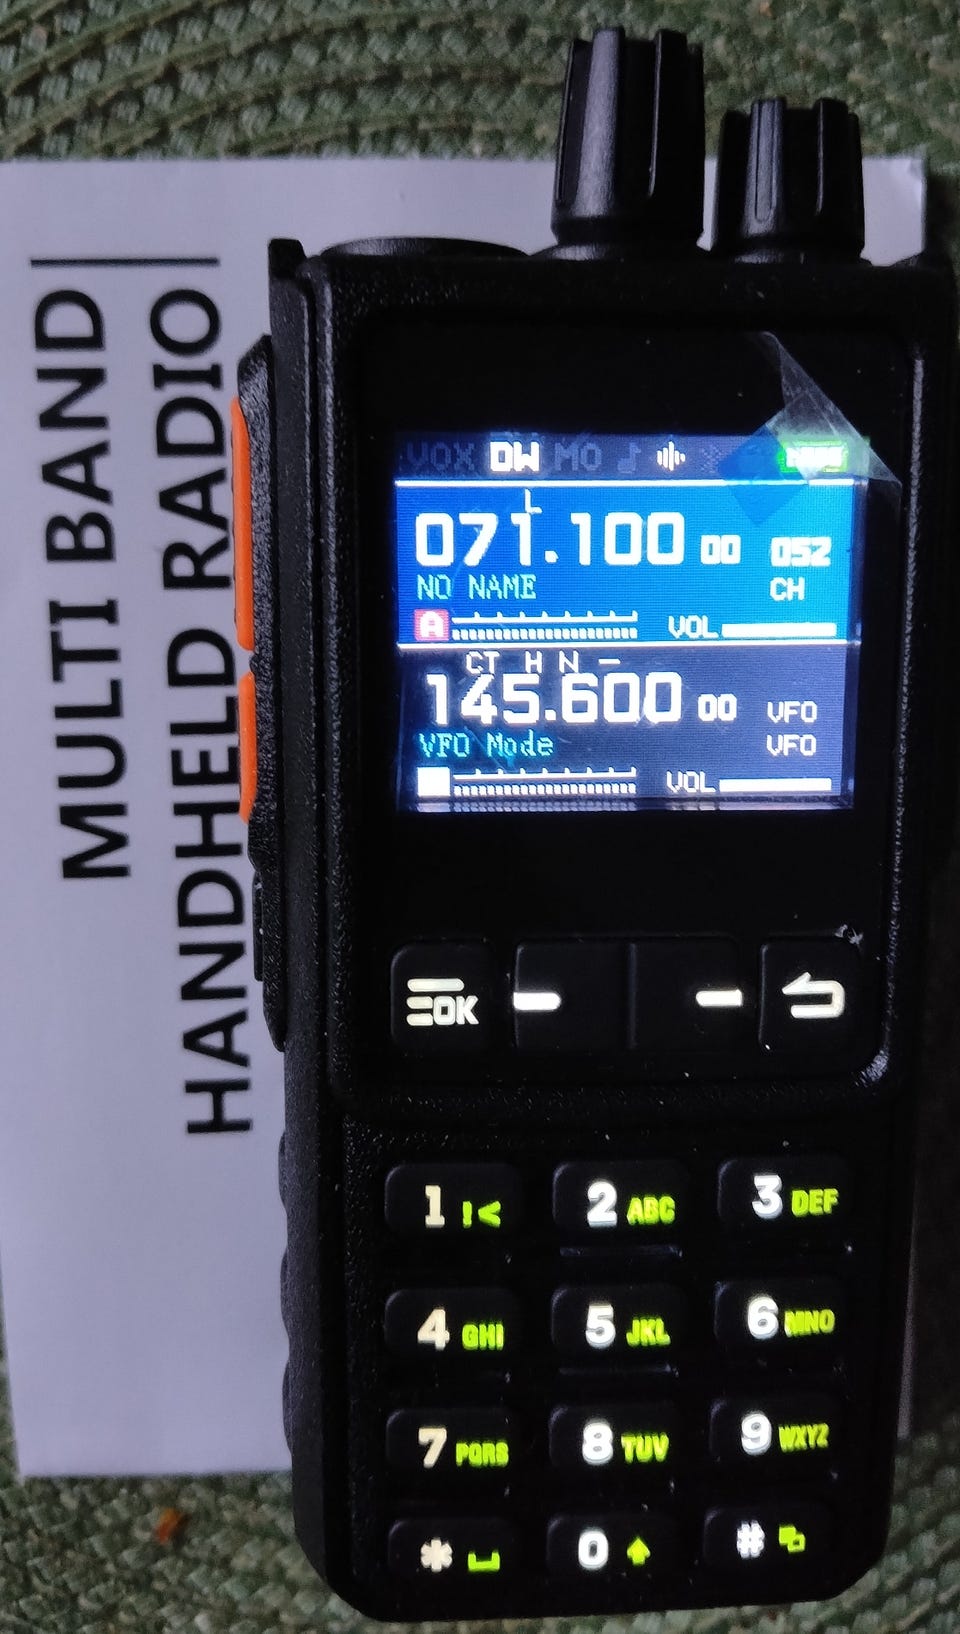 MULTI BAND
HANDHELD RADIO
VOX DW MO
L
071.100 00 052
NO NAME CH
A VOL
CT H N −
145.600 00 VFO
VFO Mode VFO
VOL
OK
1 !< 2 ABC 3 DEF
4 GHI 5 JKL 6 MNO
7 PQRS 8 TUV 9 WXYZ
* 0 #